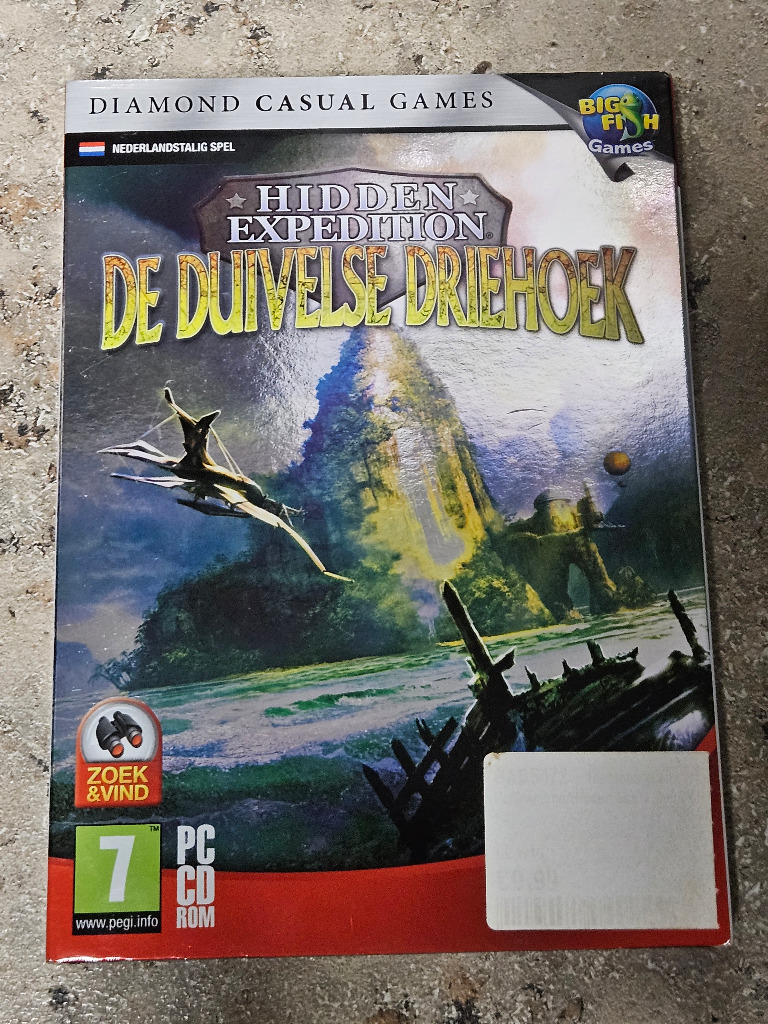 DIAMOND CASUAL GAMES
BIG
FISH
Games
NEDERLANDSTALIG SPEL
HIDDEN
EXPEDITION®
DE DUIVELSE DRIEHOEK
ZOEK
&VIND
7™
www.pegi.info
PC
CD
ROM